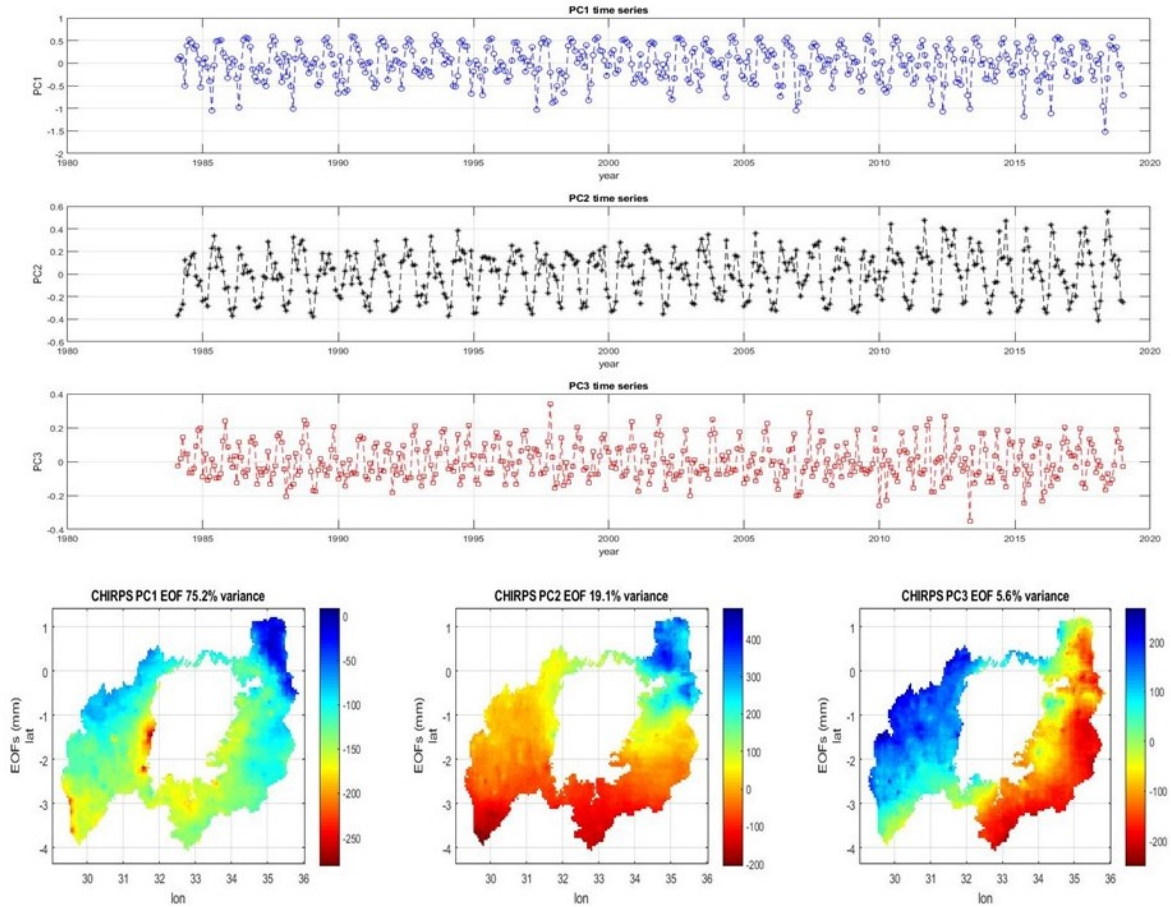 PC1 time series
1
0.5
0
-0.5
-1
-1.5
-2
PC1
1980 1985 1990 1995 2000 2005 2010 2015 2020
year
PC2 time series
0.6
0.4
0.2
0
-0.2
-0.4
-0.6
PC2
1980 1985 1990 1995 2000 2005 2010 2015 2020
year
PC3 time series
0.4
0.2
0
-0.2
-0.4
PC3
1980 1985 1990 1995 2000 2005 2010 2015 2020
year
CHIRPS PC1 EOF 75.2% variance
1
0
-1
-2
-3
-4
EOFs (mm)
lat
30 31 32 33 34 35 36
lon
0
-50
-100
-150
-200
-250
CHIRPS PC2 EOF 19.1% variance
1
0
-1
-2
-3
-4
EOFs (mm)
lat
30 31 32 33 34 35 36
lon
400
300
200
100
0
-100
-200
CHIRPS PC3 EOF 5.6% variance
1
0
-1
-2
-3
-4
EOFs (mm)
lat
30 31 32 33 34 35 36
lon
200
100
0
-100
-200